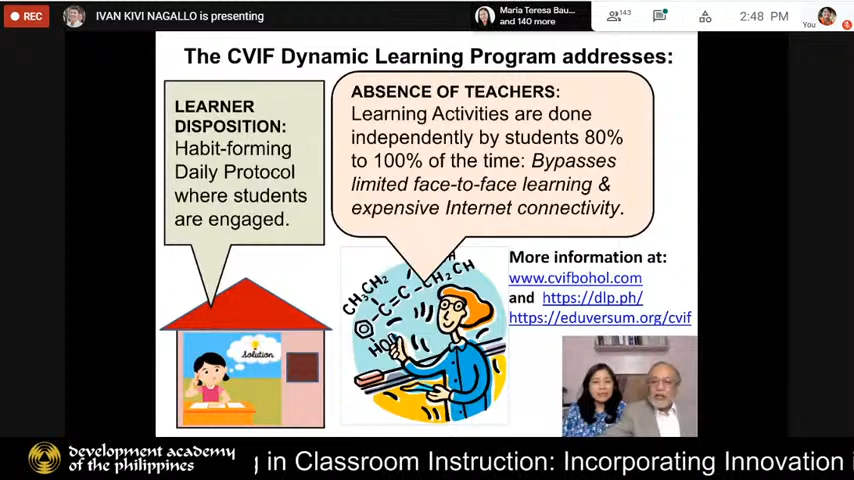 REC
IVAN KIVI NAGALLO is presenting
Maria Teresa Bau...
and 140 more
143
2:48 PM
You
The CVIF Dynamic Learning Program addresses:
LEARNER
DISPOSITION:
Habit-forming
Daily Protocol
where students
are engaged.
ABSENCE OF TEACHERS:
Learning Activities are done
independently by students 80%
to 100% of the time: Bypasses
limited face-to-face learning &
expensive Internet connectivity.
CH3CH2
C=C
CH2CH
HO
Solution
More information at:
www.cvifbohol.com
and https://dlp.ph/
https://eduversum.org/cvif
development academy
of the philippines
g in Classroom Instruction: Incorporating Innovation i